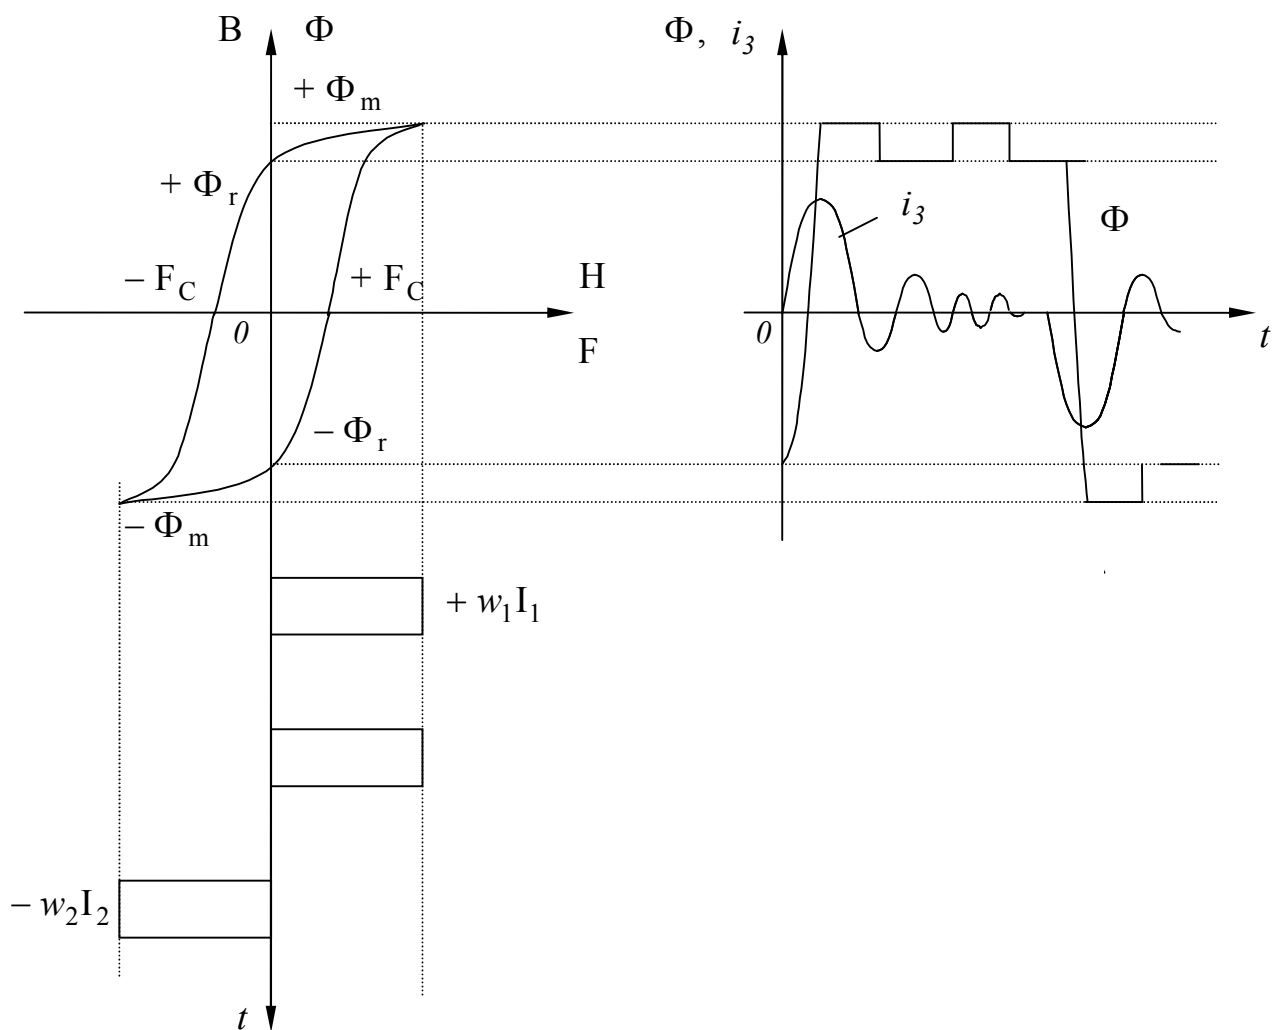 B Φ
Φ, i₃
+ Φm
+ Φr
i₃
Φ
– FC
+ FC
H
0
F
0
t
– Φr
– Φm
+ w₁I₁
– w₂I₂
t